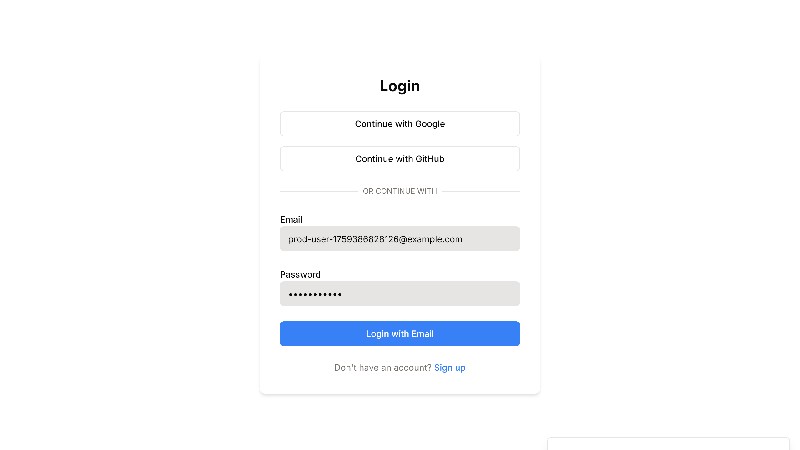 Login
Continue with Google
Continue with GitHub
OR CONTINUE WITH
Email
prod-user-1759386828126@example.com
Password
•••••••••••
Login with Email
Don't have an account? Sign up